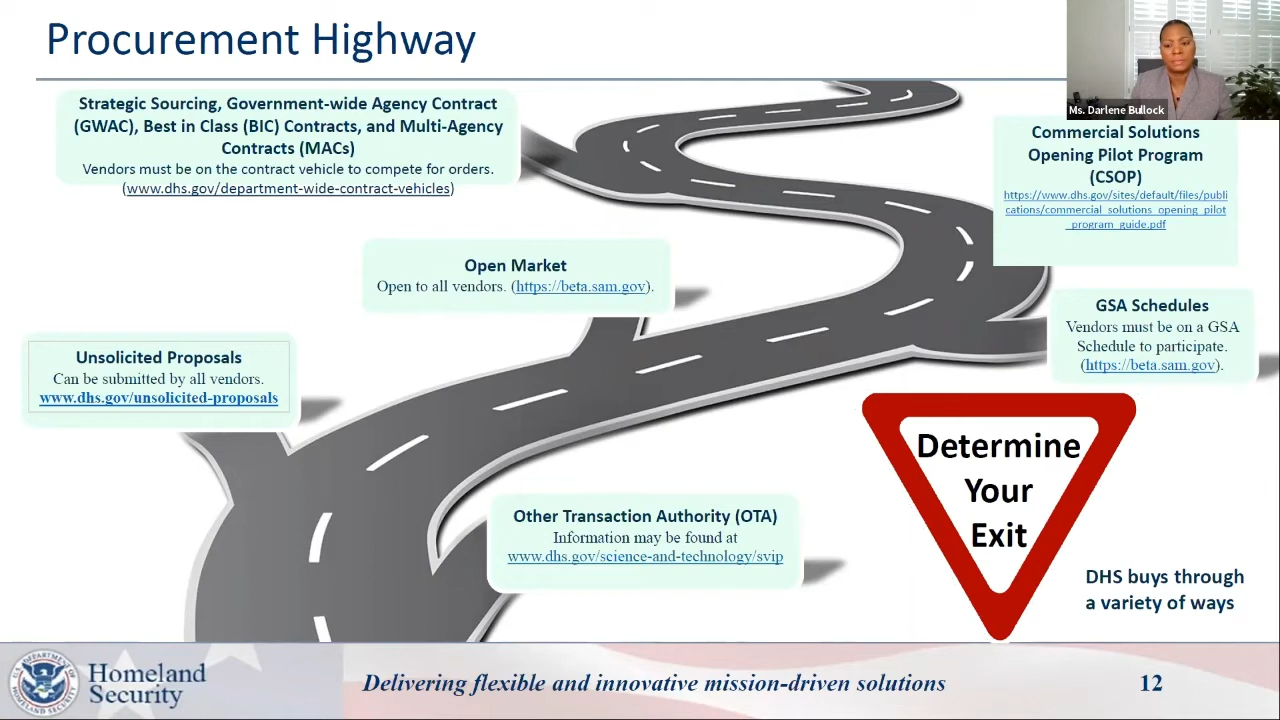 Procurement Highway
Ms. Darlene Bullock
Strategic Sourcing, Government-wide Agency Contract
(GWAC), Best in Class (BIC) Contracts, and Multi-Agency
Contracts (MACs)
Vendors must be on the contract vehicle to compete for orders.
(www.dhs.gov/department-wide-contract-vehicles)
Commercial Solutions
Opening Pilot Program
(CSOP)
https://www.dhs.gov/sites/default/files/publi
cations/commercial_solutions_opening_pilot
_program_guide.pdf
Open Market
Open to all vendors. (https://beta.sam.gov).
GSA Schedules
Vendors must be on a GSA
Schedule to participate.
(https://beta.sam.gov).
Unsolicited Proposals
Can be submitted by all vendors.
www.dhs.gov/unsolicited-proposals
Determine
Your
Exit
Other Transaction Authority (OTA)
Information may be found at
www.dhs.gov/science-and-technology/svip
DHS buys through
a variety of ways
Homeland
Security
Delivering flexible and innovative mission-driven solutions
12